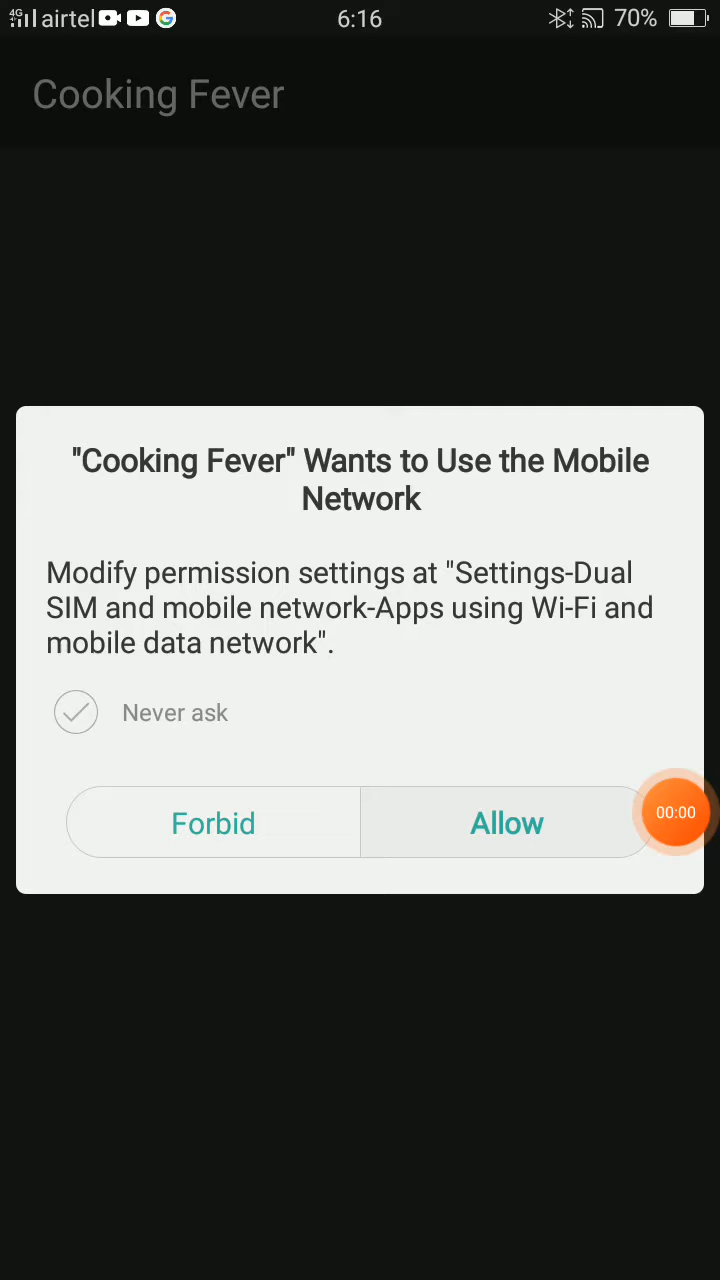 4G airtel 6:16 70%
Cooking Fever
"Cooking Fever" Wants to Use the Mobile
Network
Modify permission settings at "Settings-Dual
SIM and mobile network-Apps using Wi-Fi and
mobile data network".
Never ask
Forbid Allow 00:00